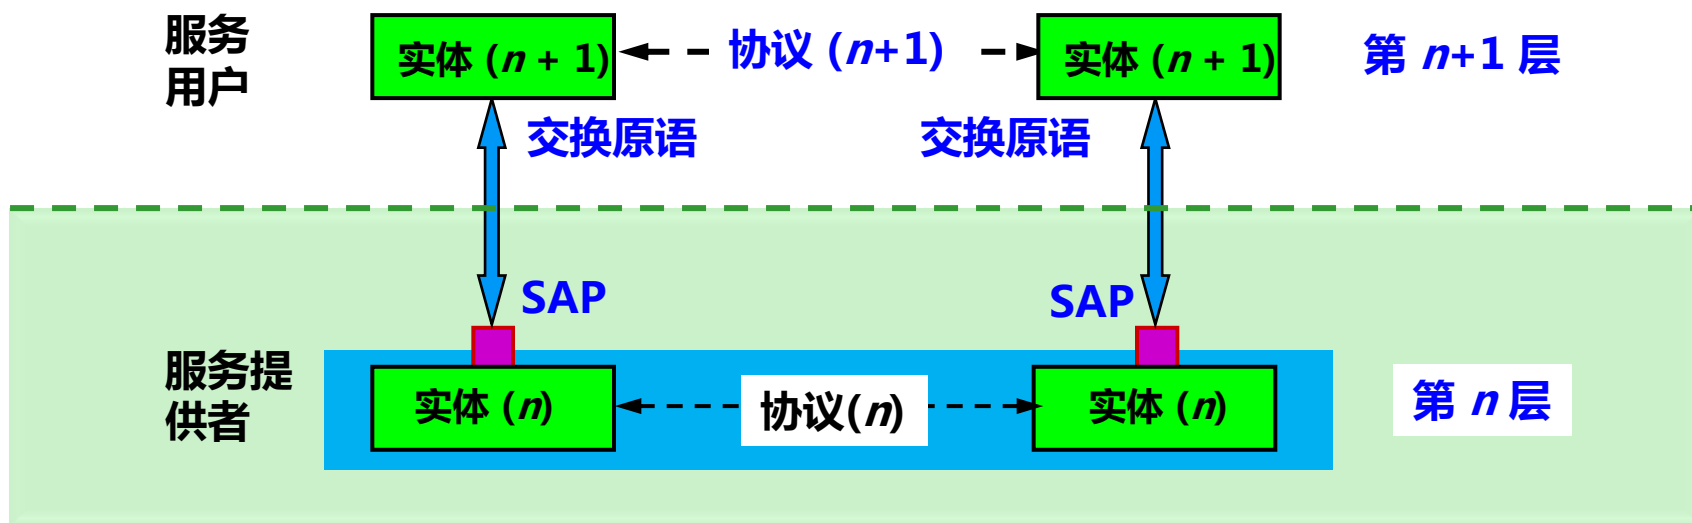 服务
用户
实体 (n + 1)
协议 (n+1)
实体 (n + 1)
第 n+1 层
交换原语
交换原语
SAP
SAP
服务提
供者
实体 (n)
协议(n)
实体 (n)
第 n 层